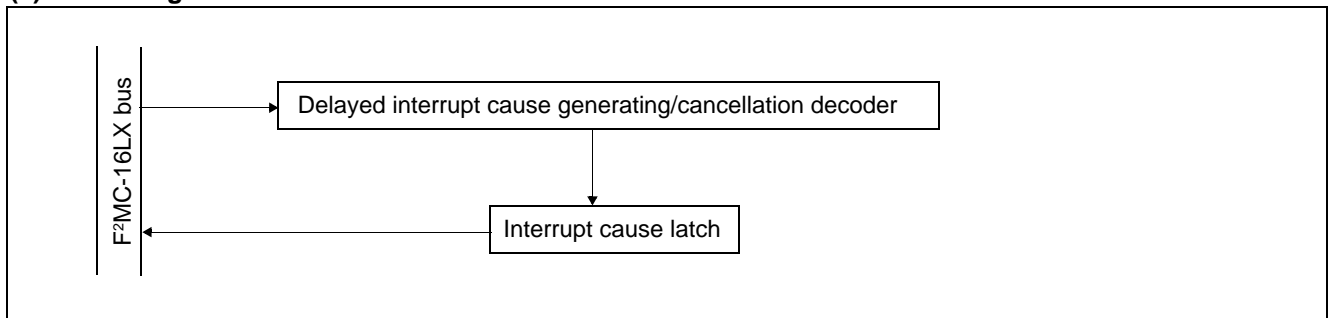 Delayed interrupt cause generating/cancellation decoder
F²MC-16LX bus
Interrupt cause latch